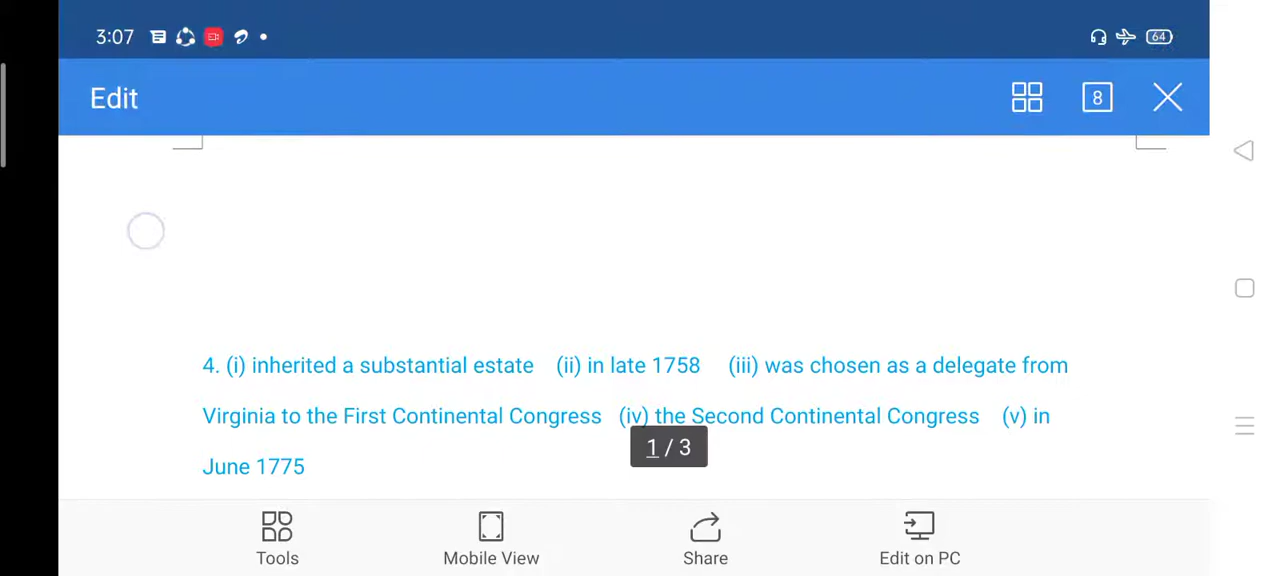 3:07
64
Edit
8
4. (i) inherited a substantial estate (ii) in late 1758 (iii) was chosen as a delegate from
Virginia to the First Continental Congress (iv) the Second Continental Congress (v) in
1 / 3
June 1775
Tools
Mobile View
Share
Edit on PC